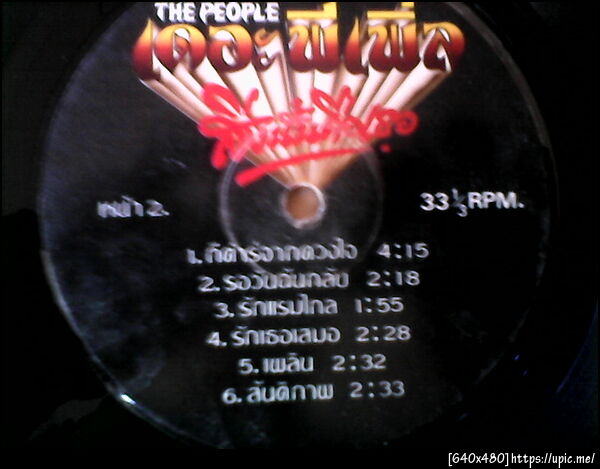 THE PEOPLE
เดอะพีเพิ่ล
หน้า 2.
33 1/3 RPM.
1. กีต้าร์จากดวงใจ 4:15
2. รอวันฉันกลับ 2:18
3. รักแรมไกล 1:55
4. รักเธอเสมอ 2:28
5. เพลิน 2:32
6. สันติภาพ 2:33
[640x480]https://upic.me/